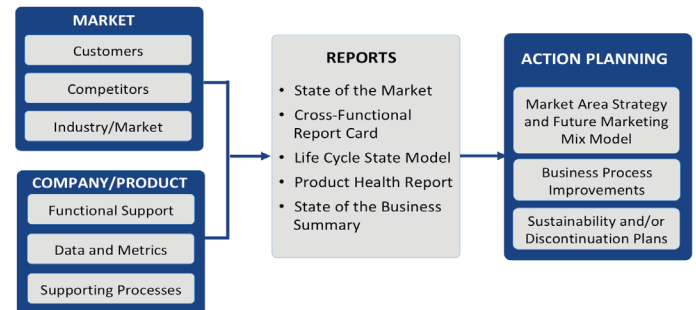 MARKET
Customers
Competitors
Industry/Market
COMPANY/PRODUCT
Functional Support
Data and Metrics
Supporting Processes
REPORTS
• State of the Market
• Cross-Functional
Report Card
• Life Cycle State Model
• Product Health Report
• State of the Business
Summary
ACTION PLANNING
Market Area Strategy
and Future Marketing
Mix Model
Business Process
Improvements
Sustainability and/or
Discontinuation Plans